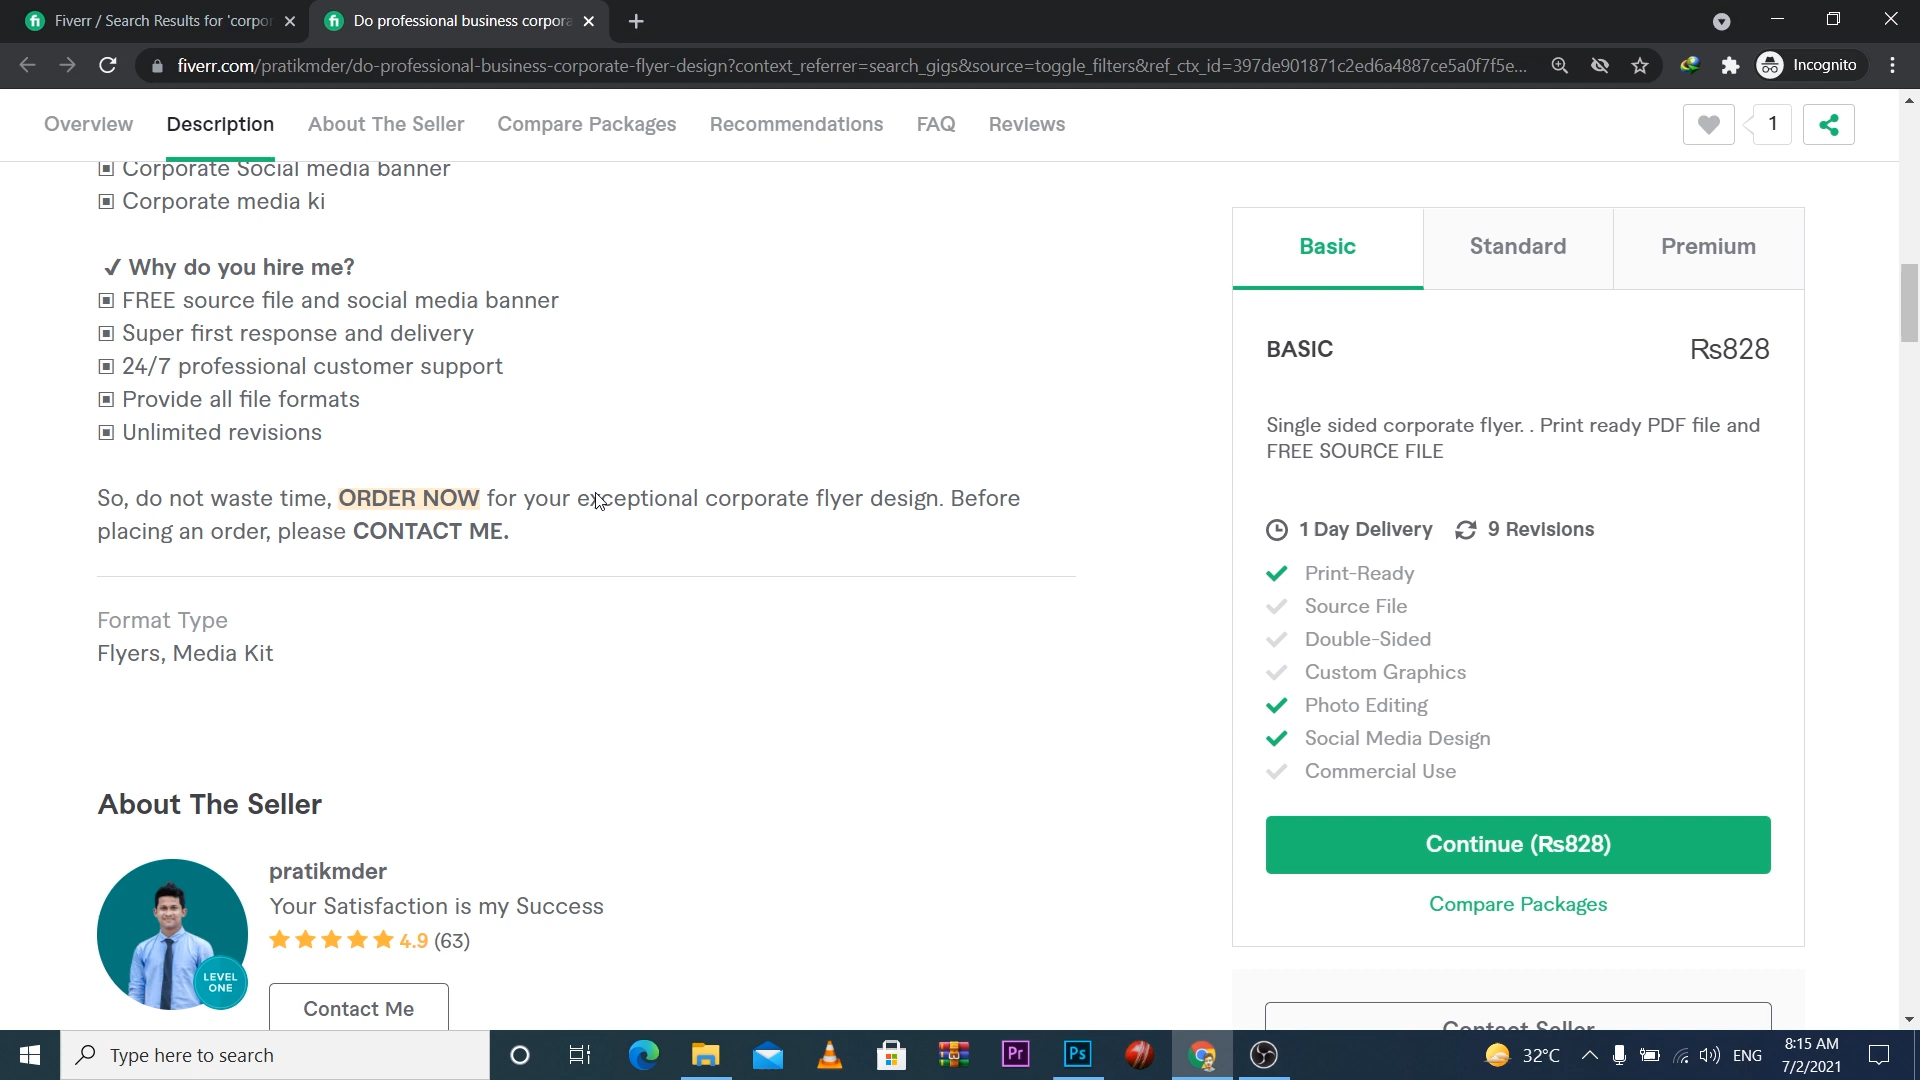 Fiverr / Search Results for 'corpor
Do professional business corpora
fiverr.com/pratikmder/do-professional-business-corporate-flyer-design?context_referrer=search_gigs&source=toggle_filters&ref_ctx_id=397de901871c2ed6a4887ce5a0f7f5e...
Incognito
Overview
Description
About The Seller
Compare Packages
Recommendations
FAQ
Reviews
1
▣ Corporate Social media banner
▣ Corporate media ki
✓ Why do you hire me?
▣ FREE source file and social media banner
▣ Super first response and delivery
▣ 24/7 professional customer support
▣ Provide all file formats
▣ Unlimited revisions
So, do not waste time, ORDER NOW for your exceptional corporate flyer design. Before
placing an order, please CONTACT ME.
Format Type
Flyers, Media Kit
About The Seller
pratikmder
Your Satisfaction is my Success
4.9 (63)
LEVEL
ONE
Contact Me
Basic
Standard
Premium
BASIC
Rs828
Single sided corporate flyer. . Print ready PDF file and
FREE SOURCE FILE
1 Day Delivery
9 Revisions
Print-Ready
Source File
Double-Sided
Custom Graphics
Photo Editing
Social Media Design
Commercial Use
Continue (Rs828)
Compare Packages
Contact Seller
Type here to search
Pr
Ps
32°C
ENG
8:15 AM
7/2/2021